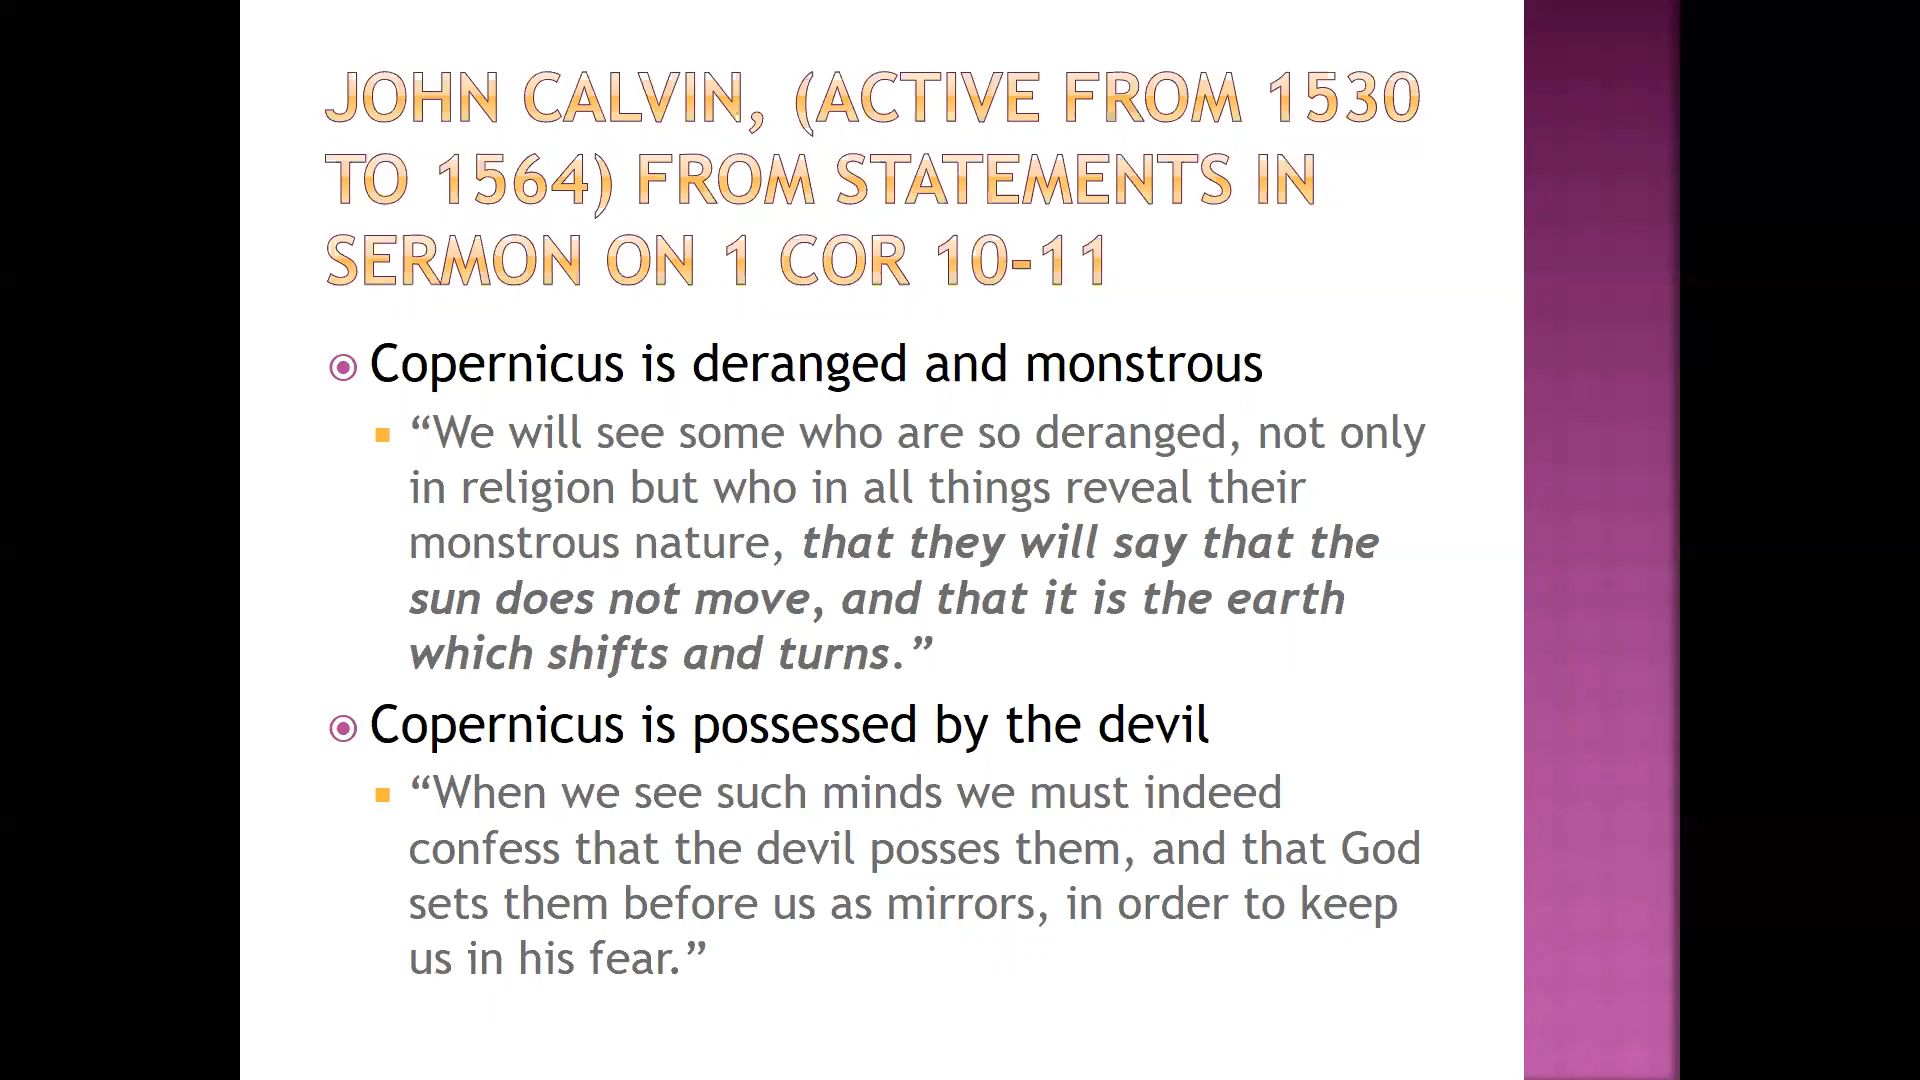 JOHN CALVIN, (ACTIVE FROM 1530
TO 1564) FROM STATEMENTS IN
SERMON ON 1 COR 10-11
Copernicus is deranged and monstrous
“We will see some who are so deranged, not only
in religion but who in all things reveal their
monstrous nature, that they will say that the
sun does not move, and that it is the earth
which shifts and turns.”
Copernicus is possessed by the devil
“When we see such minds we must indeed
confess that the devil posses them, and that God
sets them before us as mirrors, in order to keep
us in his fear.”